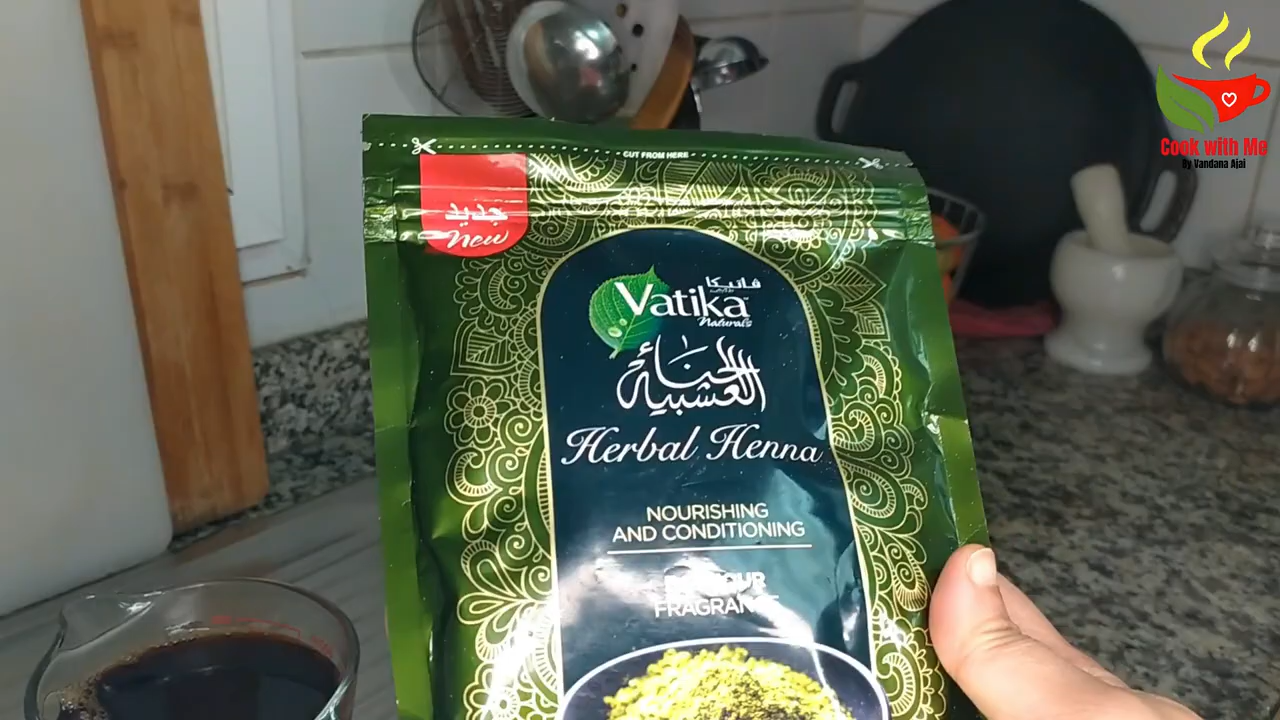 CUT FROM HERE
جديد
New
فاتيكا
Vatika
Naturals
الحناء
العشبية
Herbal Henna
NOURISHING
AND CONDITIONING
Cook with Me
By Vandana Ajai